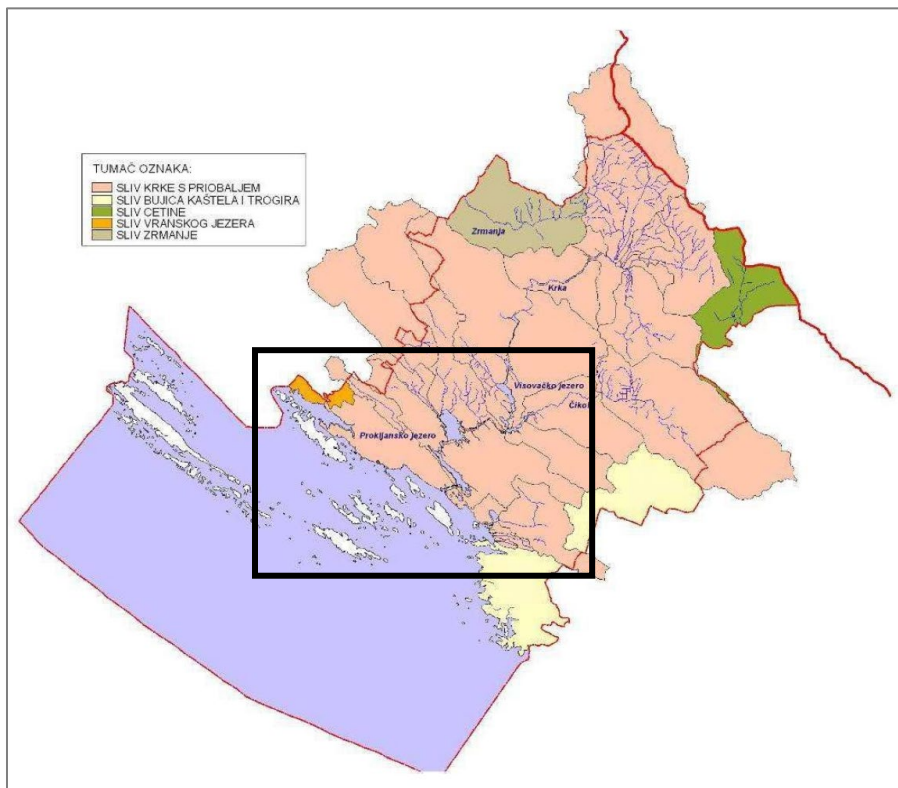 TUMAČ OZNAKA:
SLIV KRKE S PRIOBALJEM
SLIV BUJICA KAŠTELA I TROGIRA
SLIV CETINE
SLIV VRANSKOG JEZERA
SLIV ZRMANJE
Zrmanja
Krka
Visovačko jezero
Čikola
Prokljansko jezero